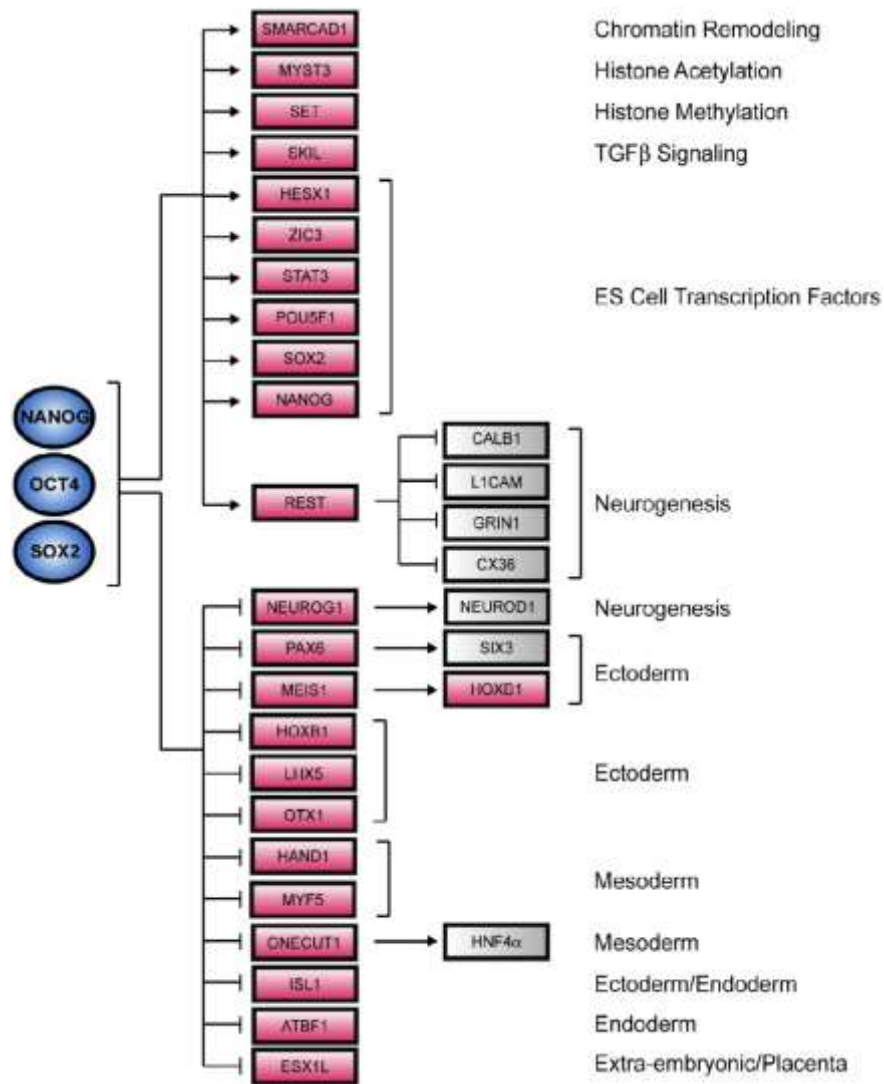 SMARCAD1 Chromatin Remodeling
MYST3 Histone Acetylation
SET Histone Methylation
SKIL TGFβ Signaling
HESX1
ZIC3
STAT3 ES Cell Transcription Factors
POU5F1
SOX2
NANOG
NANOG
OCT4
SOX2
CALB1
L1CAM
REST Neurogenesis
GRIN1
CX36
NEUROG1 NEUROD1 Neurogenesis
PAX6 SIX3
Ectoderm
MEIS1 HOXB1
HOXB1
LHX5 Ectoderm
OTX1
HAND1
Mesoderm
MYF5
ONECUT1 HNF4α Mesoderm
ISL1 Ectoderm/Endoderm
ATBF1 Endoderm
ESX1L Extra-embryonic/Placenta